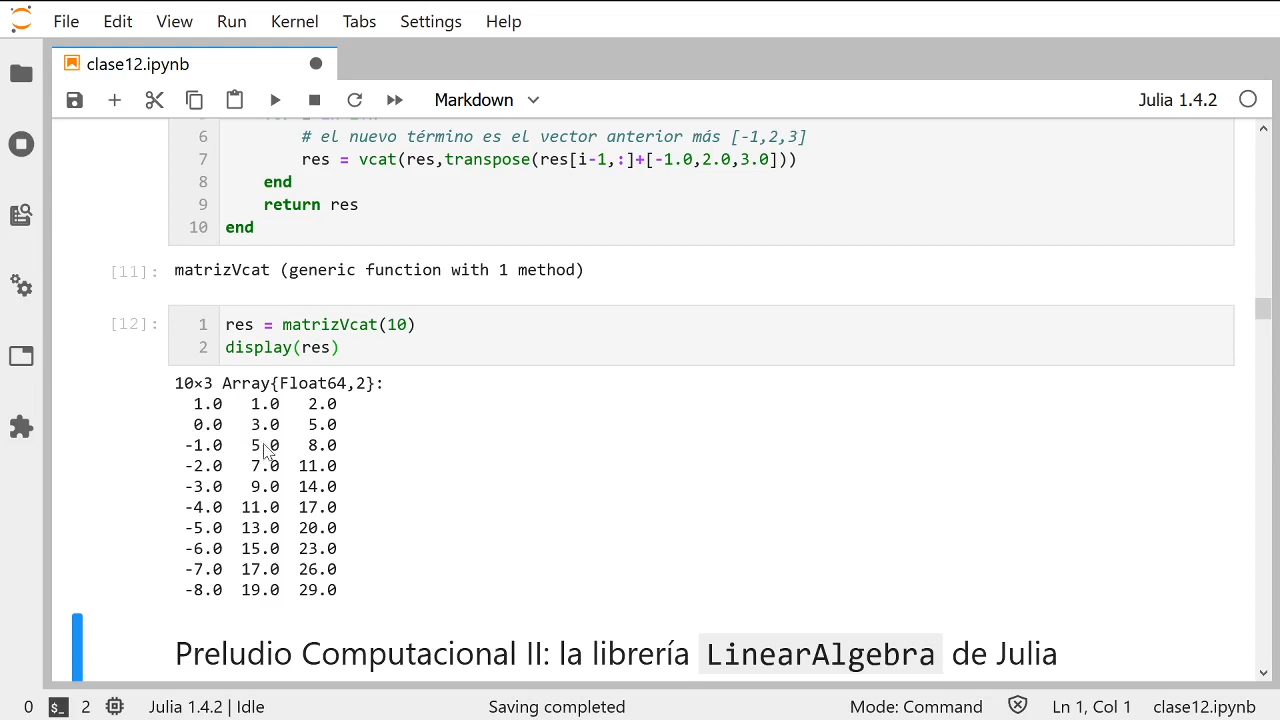 File Edit View Run Kernel Tabs Settings Help
clase12.ipynb
Markdown
Julia 1.4.2
6 # el nuevo término es el vector anterior más [-1,2,3]
7 res = vcat(res,transpose(res[i-1,:]+[-1.0,2.0,3.0]))
8 end
9 return res
10 end
[11]: matrizVcat (generic function with 1 method)
[12]: 1 res = matrizVcat(10)
2 display(res)
10×3 Array{Float64,2}:
1.0 1.0 2.0
0.0 3.0 5.0
-1.0 5.0 8.0
-2.0 7.0 11.0
-3.0 9.0 14.0
-4.0 11.0 17.0
-5.0 13.0 20.0
-6.0 15.0 23.0
-7.0 17.0 26.0
-8.0 19.0 29.0
Preludio Computacional II: la librería LinearAlgebra de Julia
0 $_ 2 Julia 1.4.2 | Idle Saving completed Mode: Command Ln 1, Col 1 clase12.ipynb